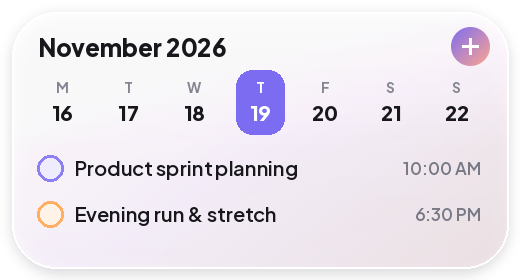 November 2026
M T W T F S S
16 17 18 19 20 21 22
Product sprint planning 10:00 AM
Evening run & stretch 6:30 PM